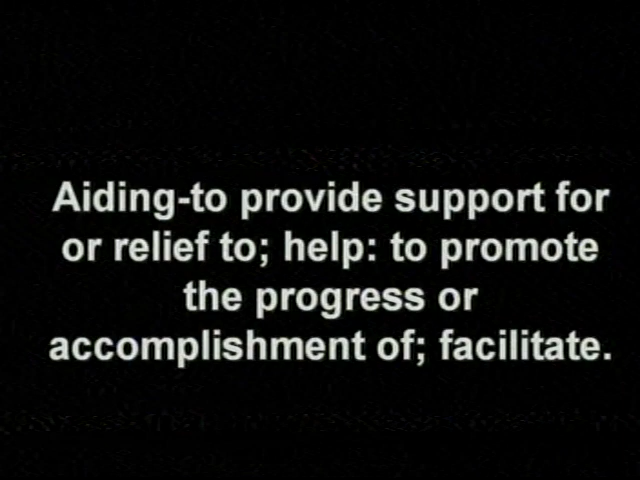 Aiding-to provide support for
or relief to; help: to promote
the progress or
accomplishment of; facilitate.